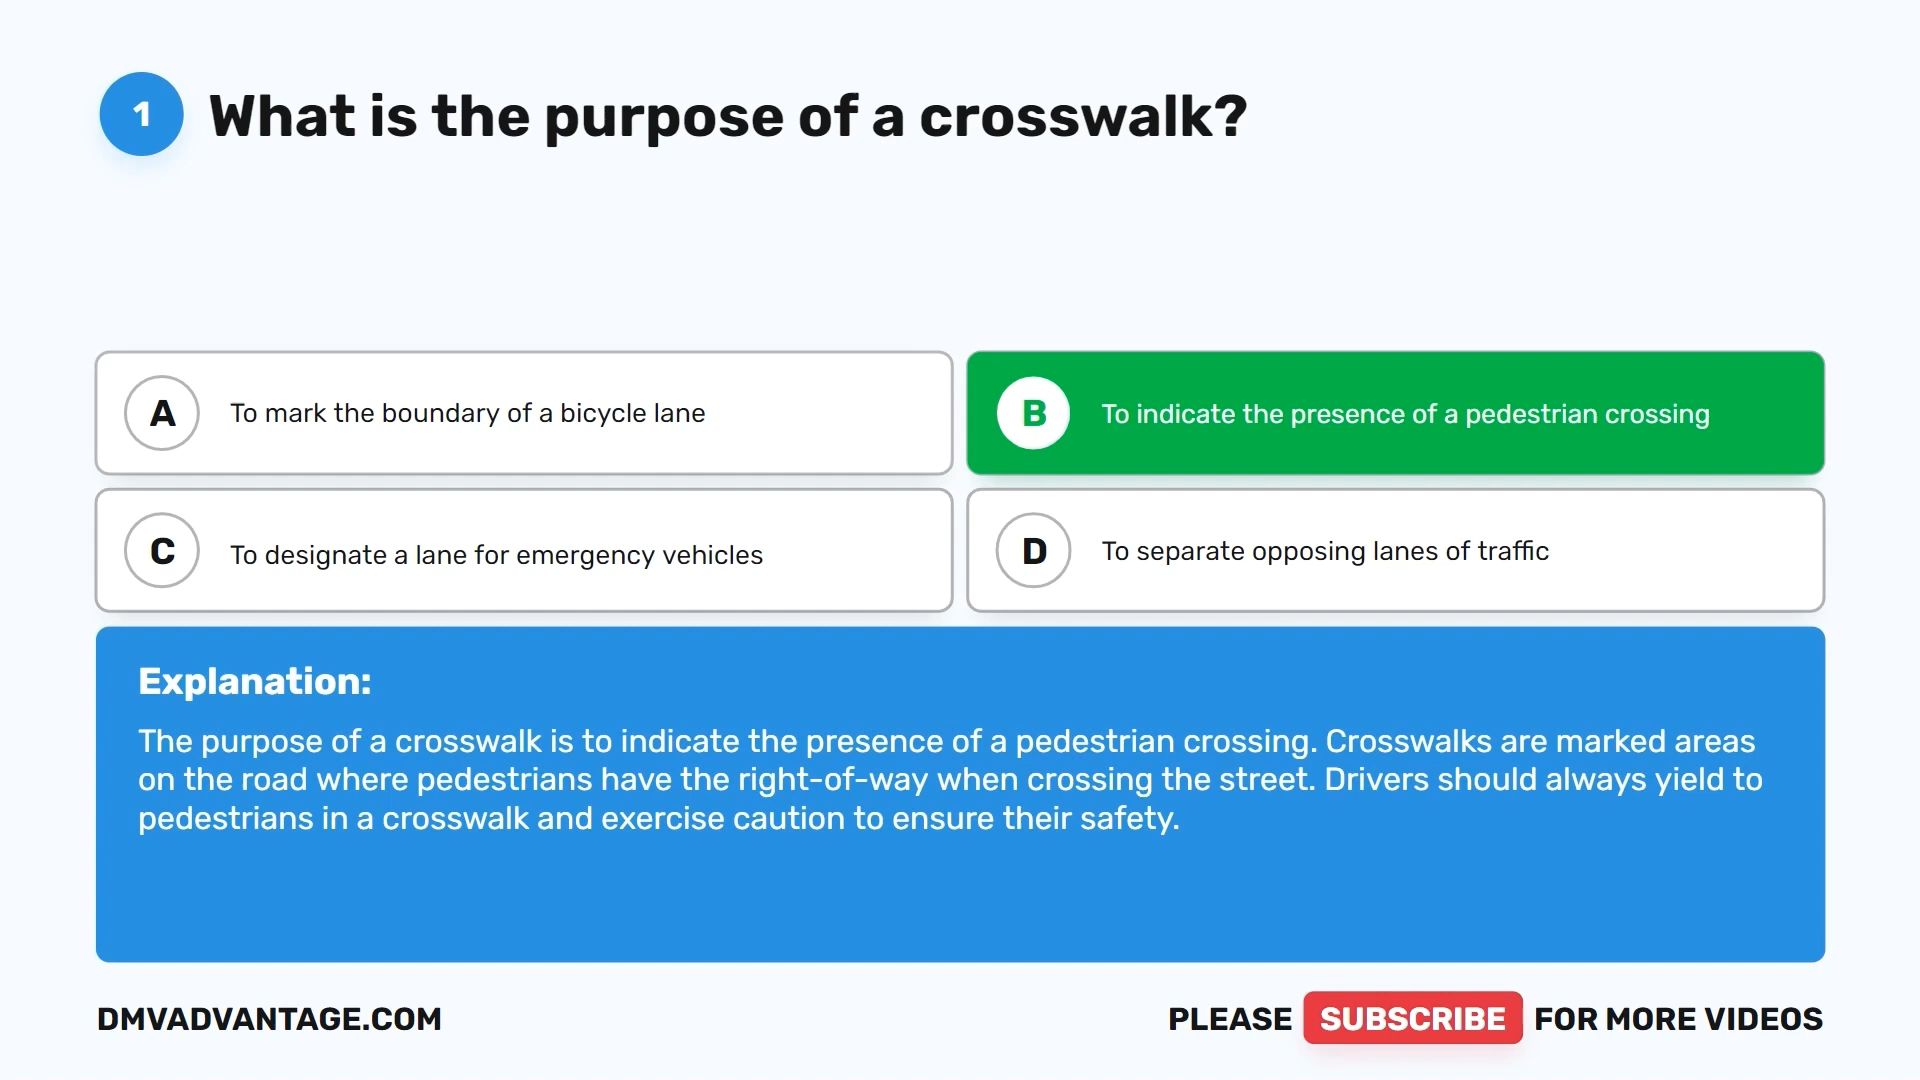 1 What is the purpose of a crosswalk?
A To mark the boundary of a bicycle lane
B To indicate the presence of a pedestrian crossing
C To designate a lane for emergency vehicles
D To separate opposing lanes of traffic
Explanation:
The purpose of a crosswalk is to indicate the presence of a pedestrian crossing. Crosswalks are marked areas
on the road where pedestrians have the right-of-way when crossing the street. Drivers should always yield to
pedestrians in a crosswalk and exercise caution to ensure their safety.
DMVADVANTAGE.COM
PLEASE SUBSCRIBE FOR MORE VIDEOS